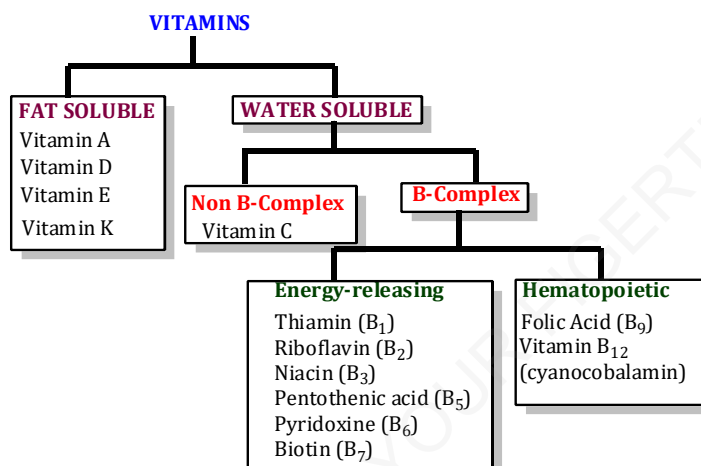 VITAMINS
FAT SOLUBLE
Vitamin A
Vitamin D
Vitamin E
Vitamin K
WATER SOLUBLE
Non B-Complex
Vitamin C
B-Complex
Energy-releasing
Thiamin (B₁)
Riboflavin (B₂)
Niacin (B₃)
Pentothenic acid (B₅)
Pyridoxine (B₆)
Biotin (B₇)
Hematopoietic
Folic Acid (B₉)
Vitamin B₁₂
(cyanocobalamin)